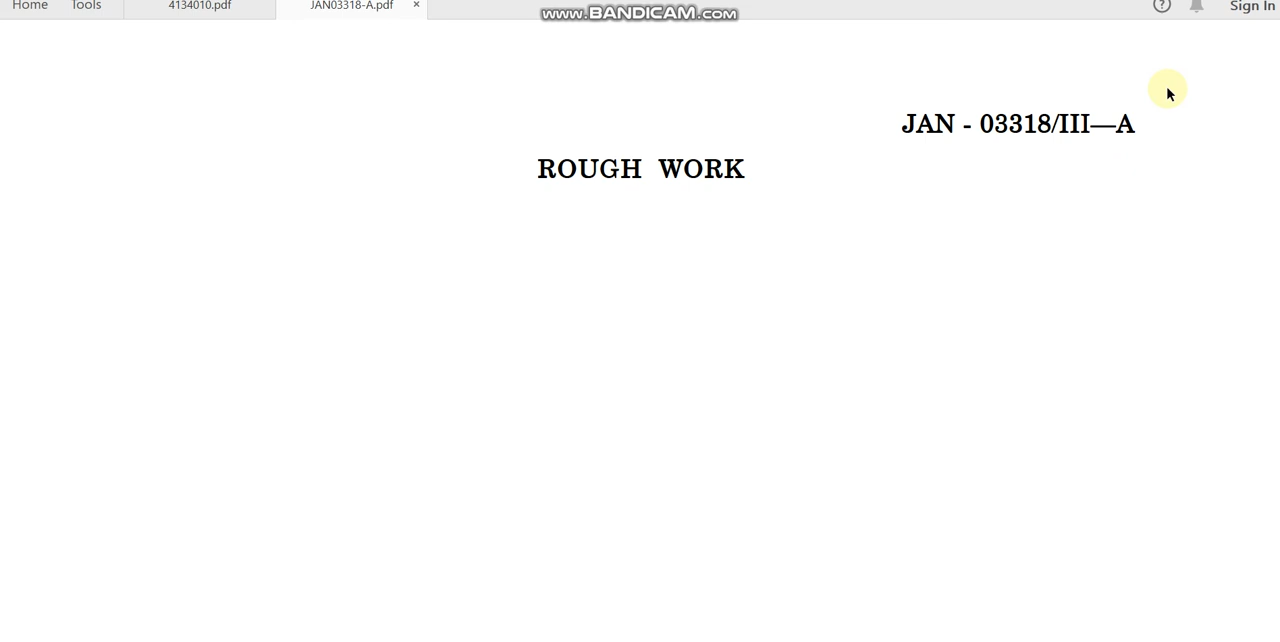 Home Tools 4134010.pdf JAN03318-A.pdf × www.BANDICAM.com ? Sign In
JAN - 03318/III—A
ROUGH WORK